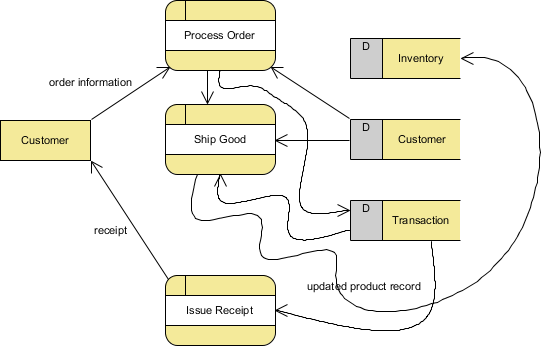 Process Order
D
Inventory
order information
Ship Good
D
Customer
Customer
D
Transaction
receipt
updated product record
Issue Receipt